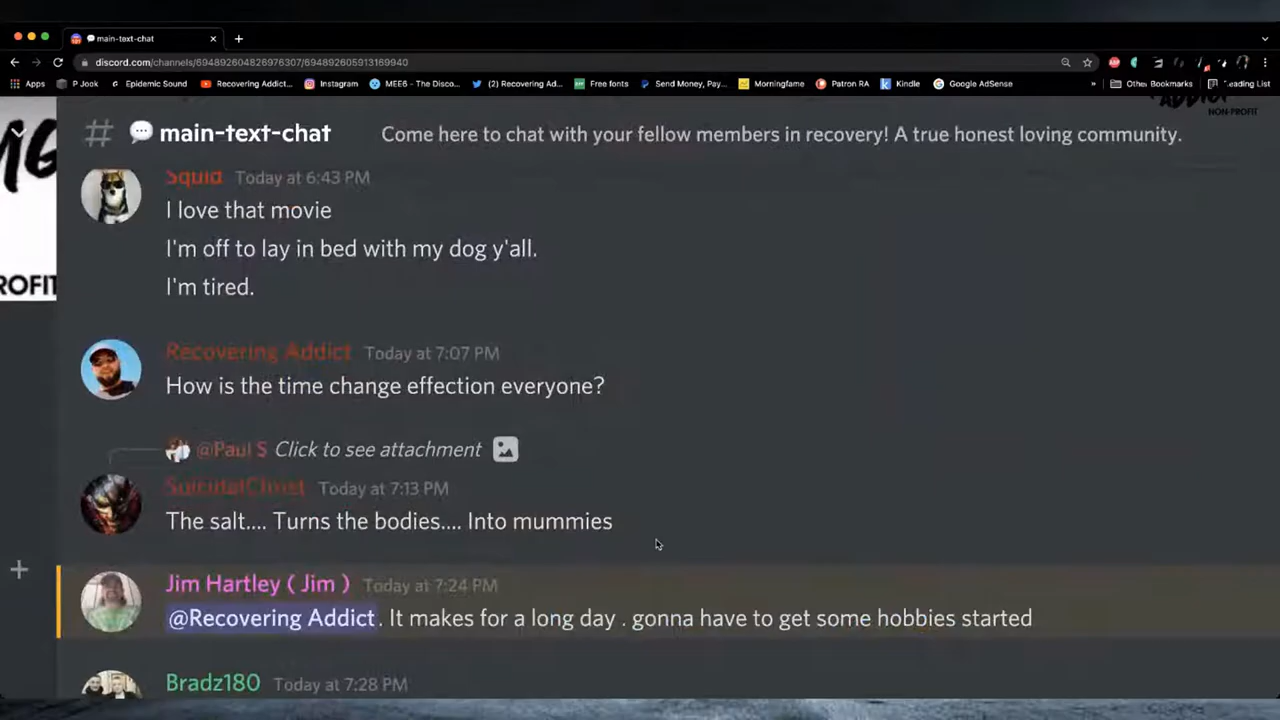 main-text-chat
discord.com/channels/694892604826976307/694892605913169940
Apps P Jook Epidemic Sound Recovering Addict... Instagram MEE6 - The Disco... (2) Recovering Ad... Free fonts Send Money, Pay... Morningfame Patron RA Kindle Google AdSense » Other Bookmarks
ADDICT
NON-PROFIT
# main-text-chat Come here to chat with your fellow members in recovery! A true honest loving community.
Squid Today at 6:43 PM
I love that movie
I'm off to lay in bed with my dog y'all.
I'm tired.
ROFIT
Recovering Addict Today at 7:07 PM
How is the time change effection everyone?
@Paul S Click to see attachment
SuicidalChrist Today at 7:13 PM
The salt.... Turns the bodies.... Into mummies
Jim Hartley ( Jim ) Today at 7:24 PM
@Recovering Addict . It makes for a long day . gonna have to get some hobbies started
Bradz180 Today at 7:28 PM